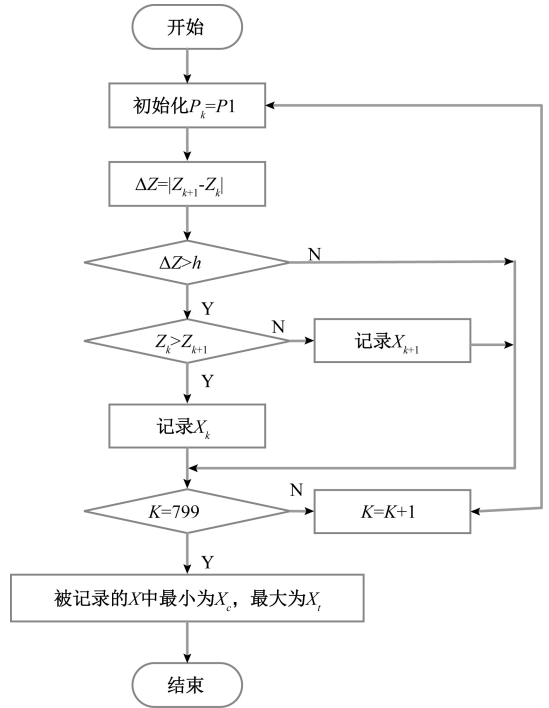 开始
初始化Pk=P1
ΔZ=|Zk+1-Zk|
ΔZ>h
N
Y
Zk>Zk+1
N
记录Xk+1
Y
记录Xk
K=799
N
K=K+1
Y
被记录的X中最小为Xc，最大为Xt
结束